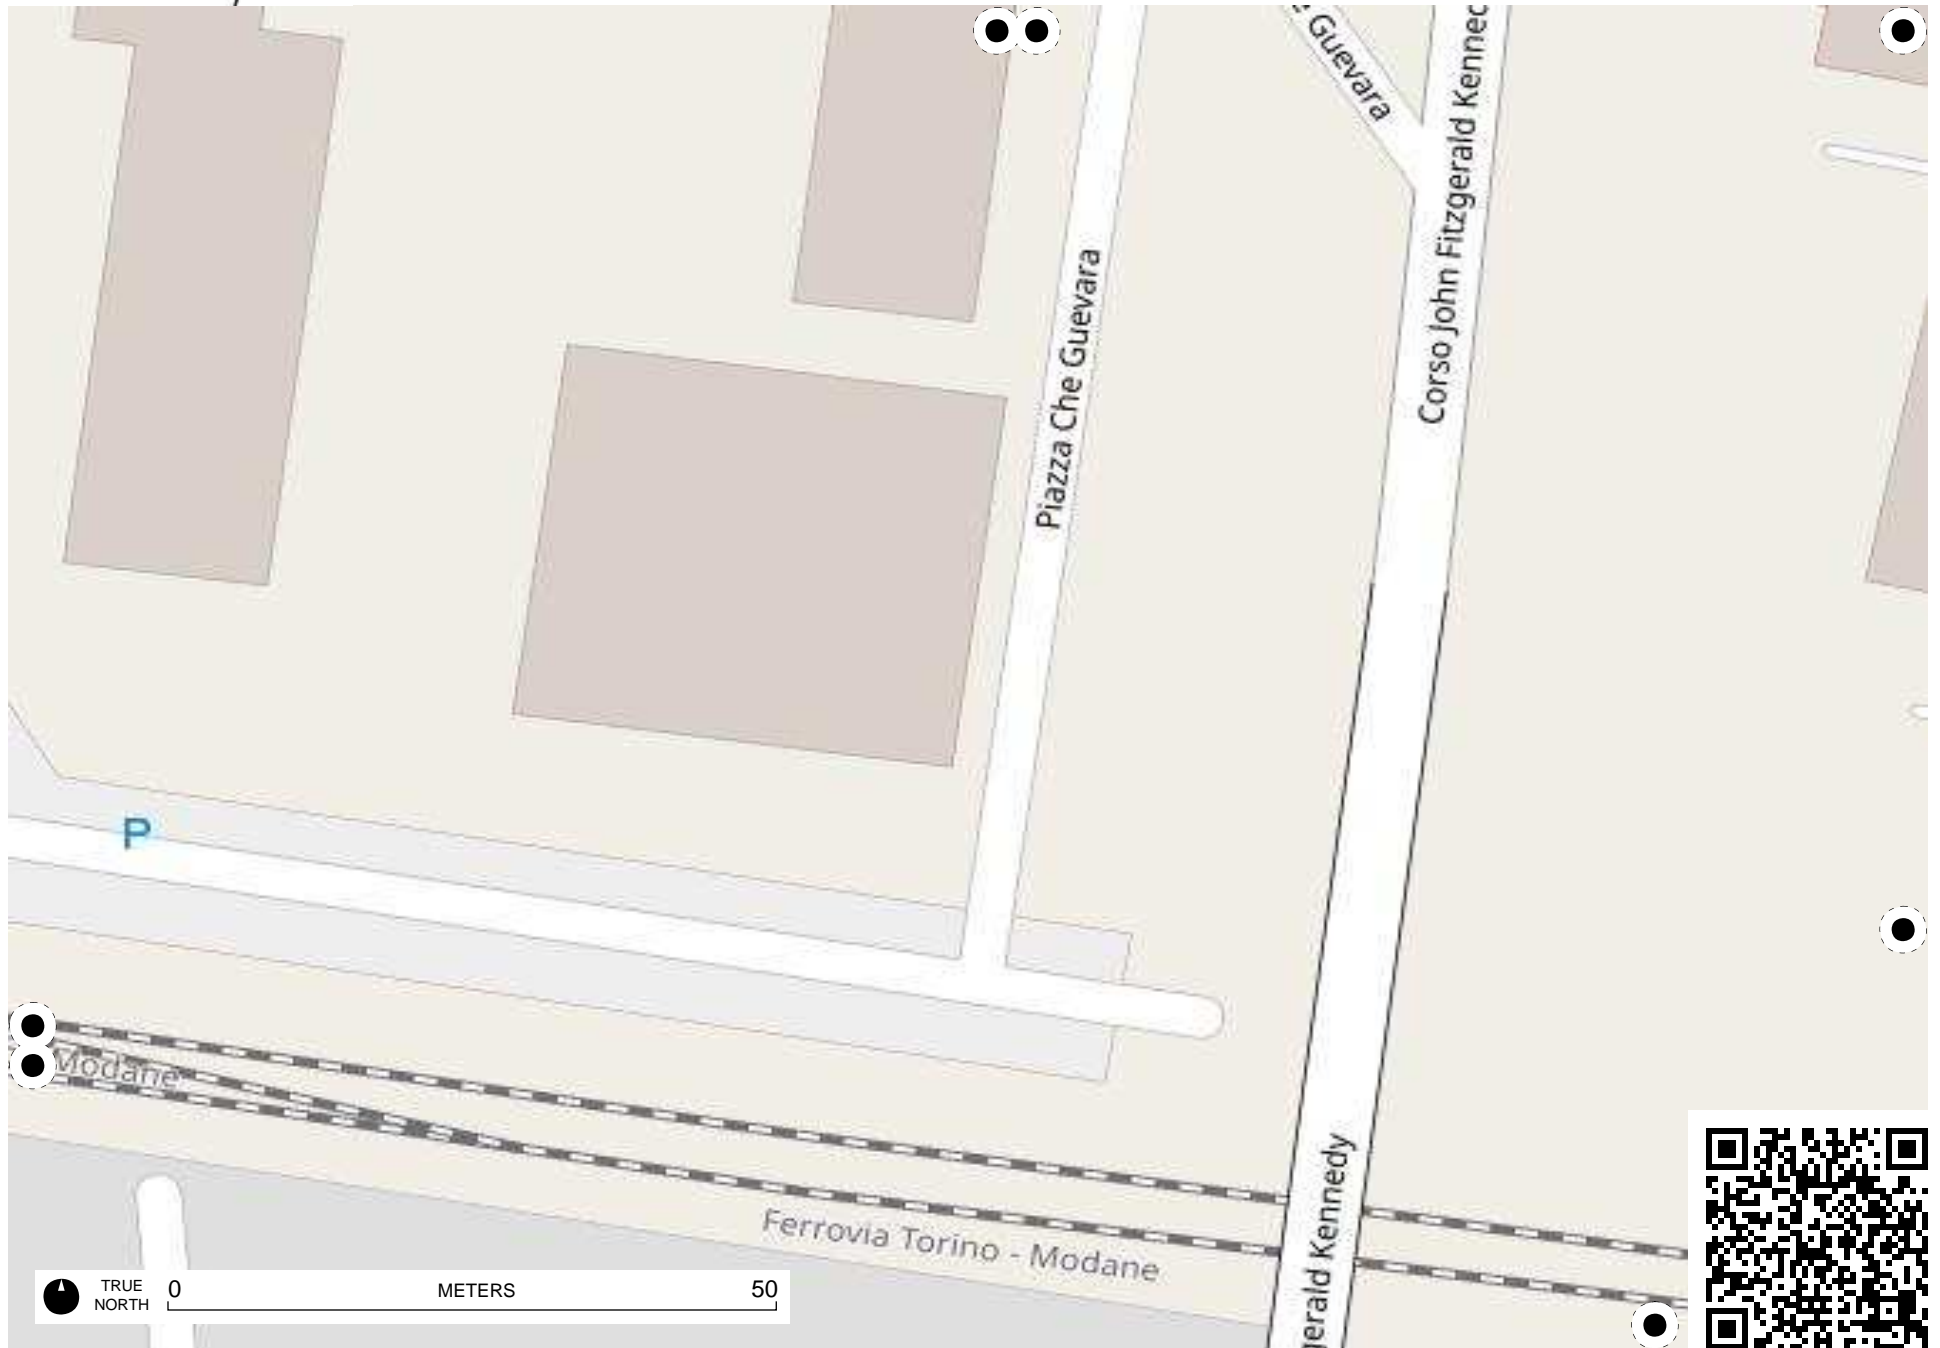 e Guevara
Corso John Fitzgerald Kenned
Piazza Che Guevara
P
Modane
Ferrovia Torino - Modane
gerald Kennedy
TRUE
NORTH
0 METERS 50